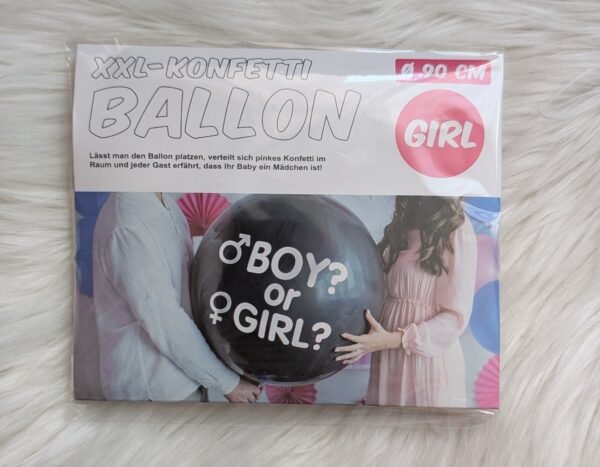 XXL-KONFETTI
BALLON
Ø 90 CM
GIRL
Lässt man den Ballon platzen, verteilt sich pinkes Konfetti im
Raum und jeder Gast erfährt, dass Ihr Baby ein Mädchen ist!
♂BOY?
or
♀GIRL?